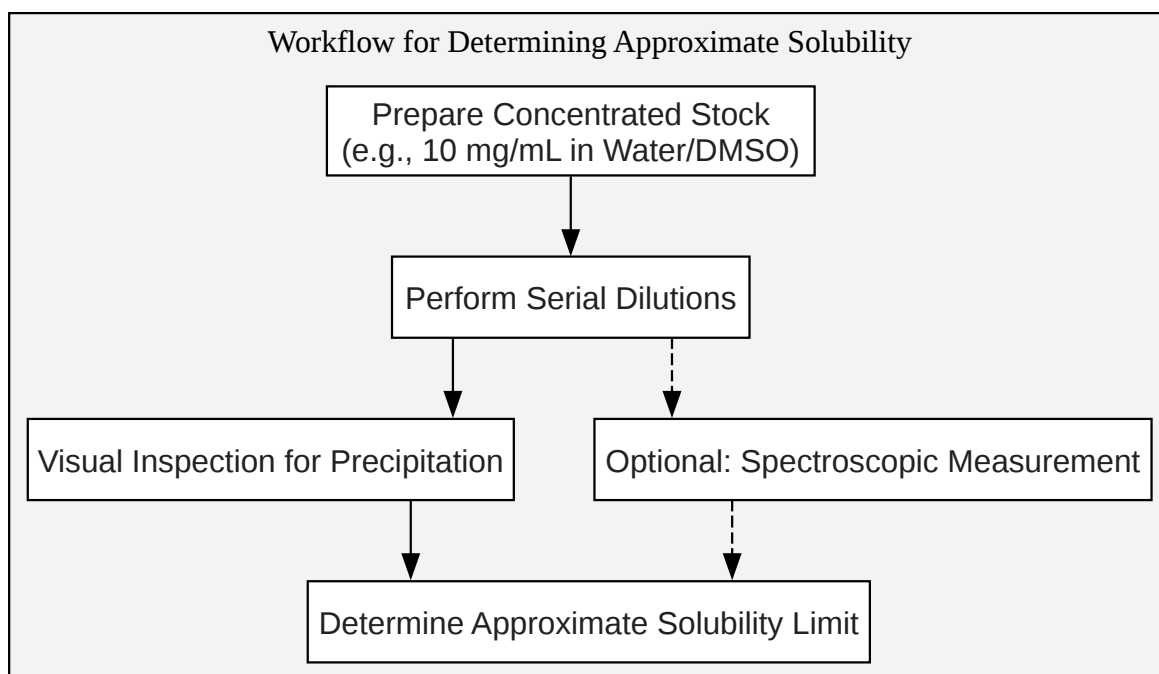 Workflow for Determining Approximate Solubility
Prepare Concentrated Stock
(e.g., 10 mg/mL in Water/DMSO)
Perform Serial Dilutions
Visual Inspection for Precipitation
Optional: Spectroscopic Measurement
Determine Approximate Solubility Limit